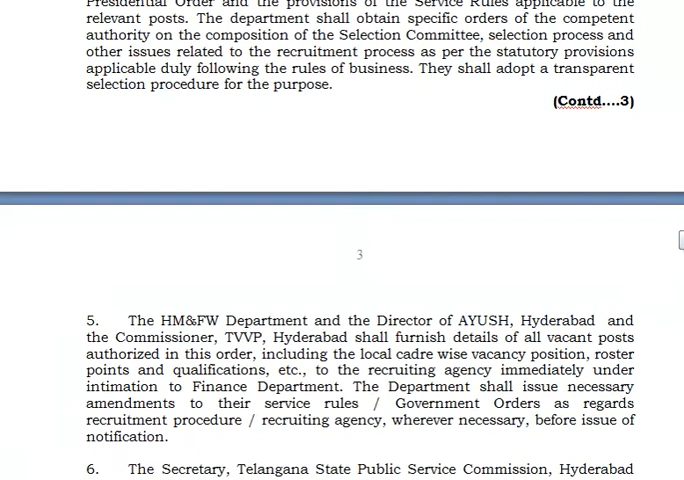 Presidential Order and the provisions of the Service Rules applicable to the
relevant posts. The department shall obtain specific orders of the competent
authority on the composition of the Selection Committee, selection process and
other issues related to the recruitment process as per the statutory provisions
applicable duly following the rules of business. They shall adopt a transparent
selection procedure for the purpose.
(Contd....3)
3
5. The HM&FW Department and the Director of AYUSH, Hyderabad and
the Commissioner, TVVP, Hyderabad shall furnish details of all vacant posts
authorized in this order, including the local cadre wise vacancy position, roster
points and qualifications, etc., to the recruiting agency immediately under
intimation to Finance Department. The Department shall issue necessary
amendments to their service rules / Government Orders as regards
recruitment procedure / recruiting agency, wherever necessary, before issue of
notification.
6. The Secretary, Telangana State Public Service Commission, Hyderabad